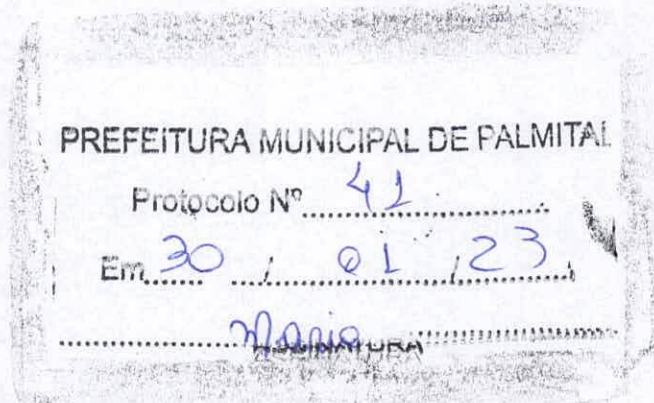 PREFEITURA MUNICIPAL DE PALMITAL
Protocolo Nº 41
Em 30 / 01 / 23
Maria
ASSINATURA